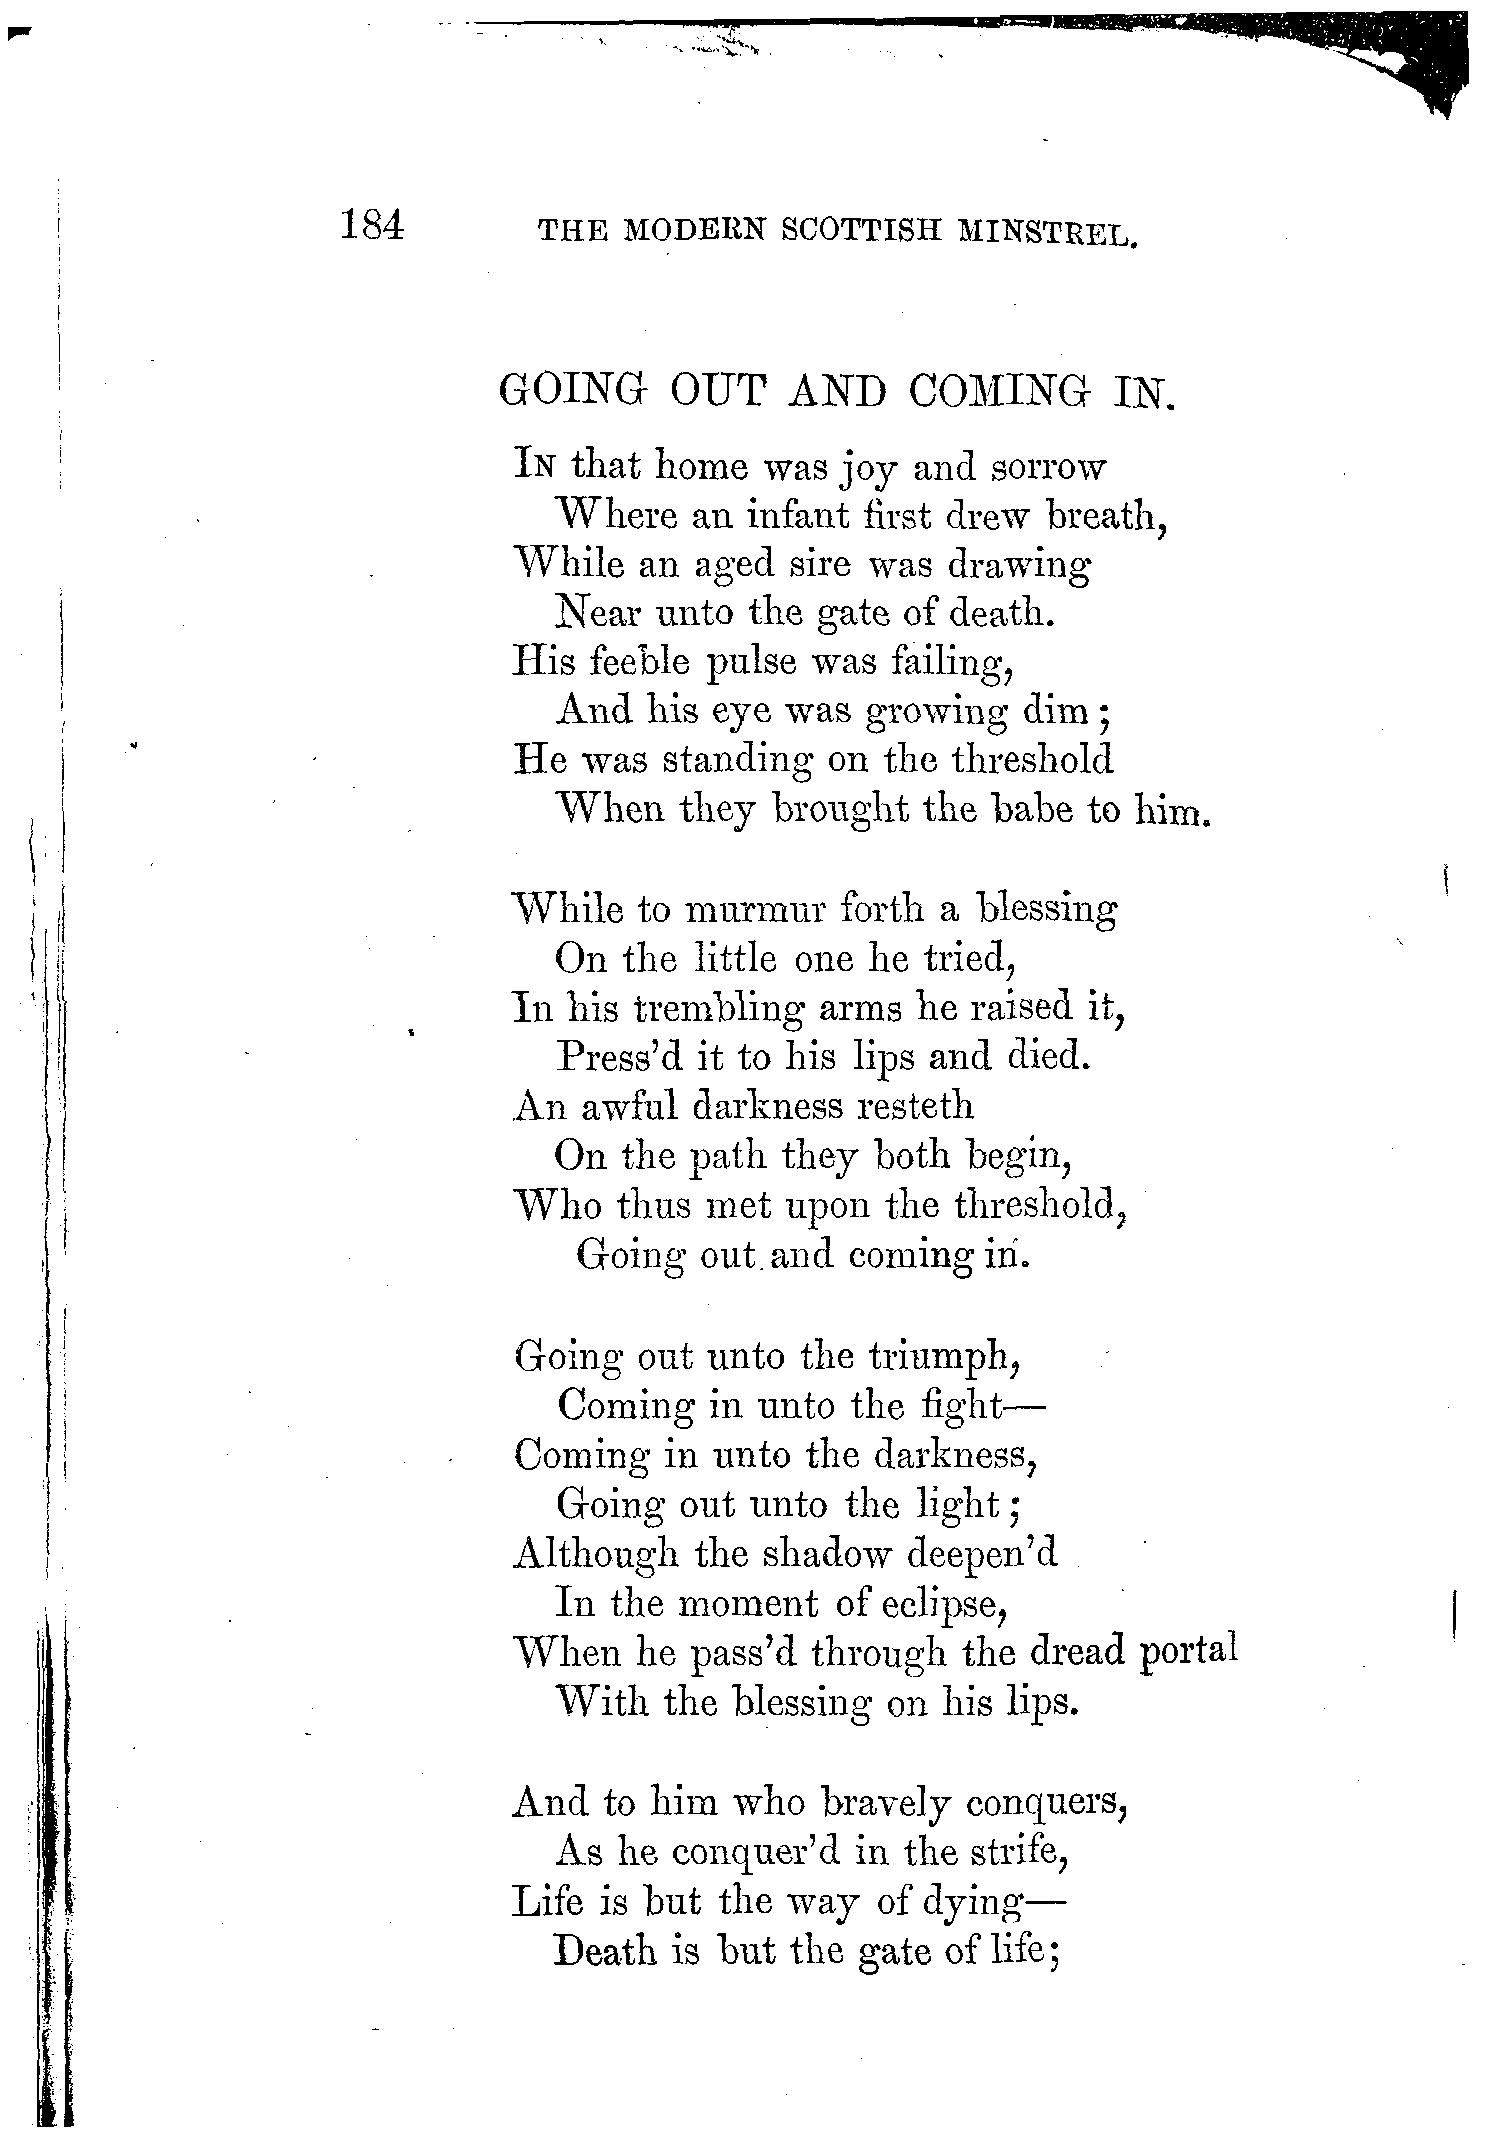 184 THE MODERN SCOTTISH MINSTREL.
GOING OUT AND COMING IN.
IN that home was joy and sorrow
Where an infant first drew breath,
While an aged sire was drawing
Near unto the gate of death.
His feeble pulse was failing,
And his eye was growing dim;
He was standing on the threshold
When they brought the babe to him.
While to murmur forth a blessing
On the little one he tried,
In his trembling arms he raised it,
Press'd it to his lips and died.
An awful darkness resteth
On the path they both begin,
Who thus met upon the threshold,
Going out and coming in.
Going out unto the triumph,
Coming in unto the fight—
Coming in unto the darkness,
Going out unto the light;
Although the shadow deepen'd
In the moment of eclipse,
When he pass'd through the dread portal
With the blessing on his lips.
And to him who bravely conquers,
As he conquer'd in the strife,
Life is but the way of dying—
Death is but the gate of life;